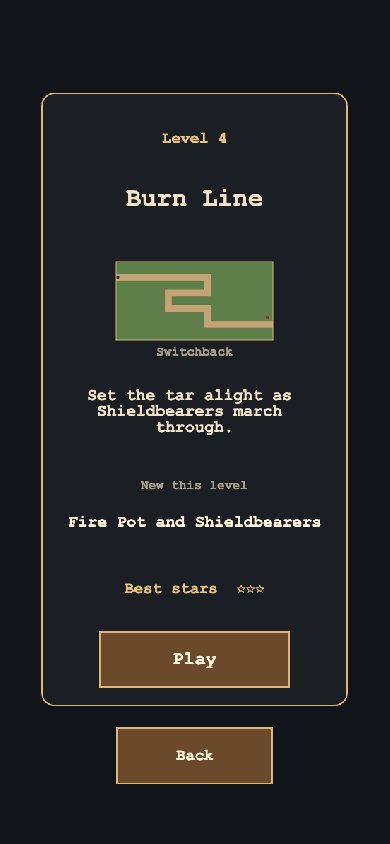 Level 4
Burn Line
Switchback
Set the tar alight as
Shieldbearers march
through.
New this level
Fire Pot and Shieldbearers
Best stars ☆☆☆
Play
Back